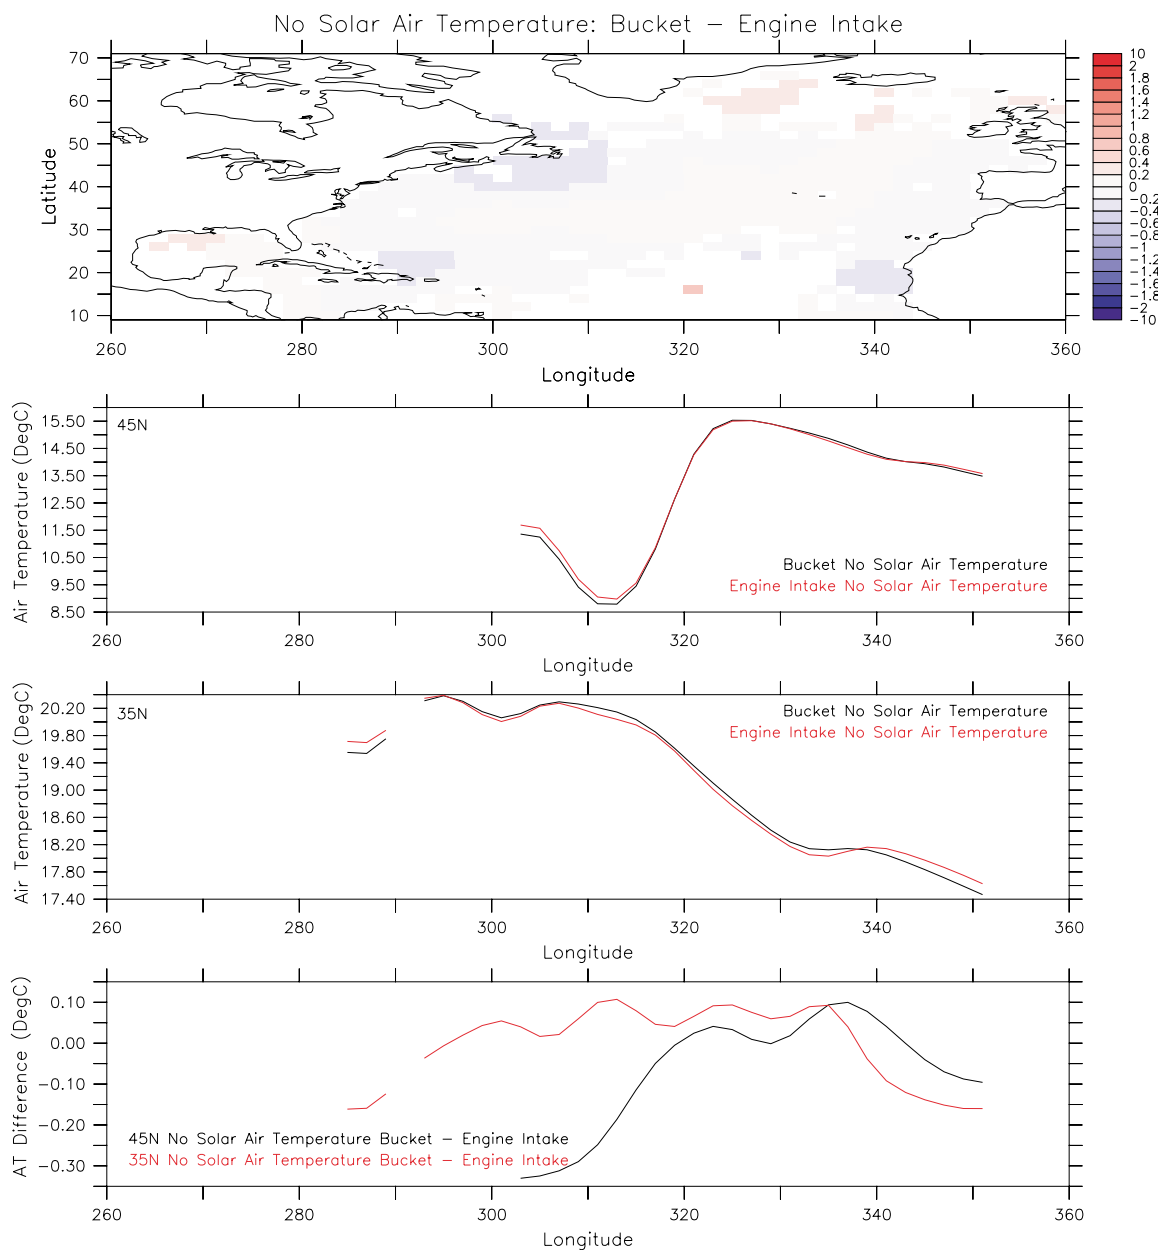 No Solar Air Temperature: Bucket − Engine Intake
70
60
50
40
30
20
10
Latitude
260 280 300 320 340 360
Longitude
10
2
1.8
1.6
1.4
1.2
1
0.8
0.6
0.4
0.2
0
−0.2
−0.4
−0.6
−0.8
−1
−1.2
−1.4
−1.6
−1.8
−2
−10
45N
15.50
14.50
13.50
12.50
11.50
10.50
9.50
8.50
Air Temperature (DegC)
Bucket No Solar Air Temperature
Engine Intake No Solar Air Temperature
260 280 300 320 340 360
Longitude
35N
20.20
19.80
19.40
19.00
18.60
18.20
17.80
17.40
Air Temperature (DegC)
Bucket No Solar Air Temperature
Engine Intake No Solar Air Temperature
260 280 300 320 340 360
Longitude
0.10
0.00
−0.10
−0.20
−0.30
AT Difference (DegC)
45N No Solar Air Temperature Bucket − Engine Intake
35N No Solar Air Temperature Bucket − Engine Intake
260 280 300 320 340 360
Longitude